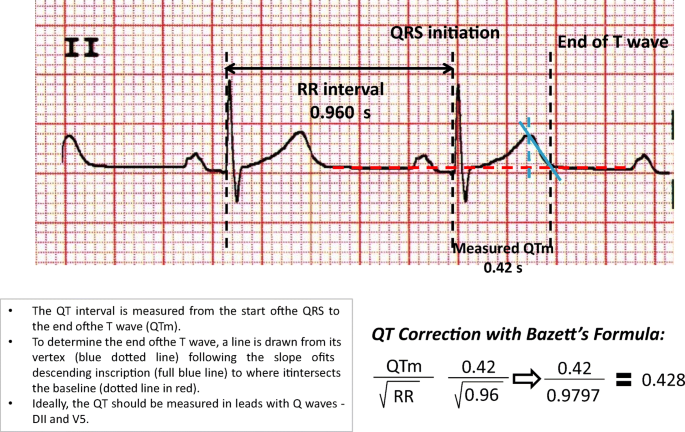 II
QRS initiation
End of T wave
RR interval
0.960 s
Measured QTm
0.42 s
• The QT interval is measured from the start ofthe QRS to
the end ofthe T wave (QTm).
• To determine the end ofthe T wave, a line is drawn from its
vertex (blue dotted line) following the slope ofits
descending inscription (full blue line) to where itintersects
the baseline (dotted line in red).
• Ideally, the QT should be measured in leads with Q waves -
DII and V5.
QT Correction with Bazett's Formula:
QTm 0.42 0.42
√RR √0.96 ⇨ 0.9797 = 0.428